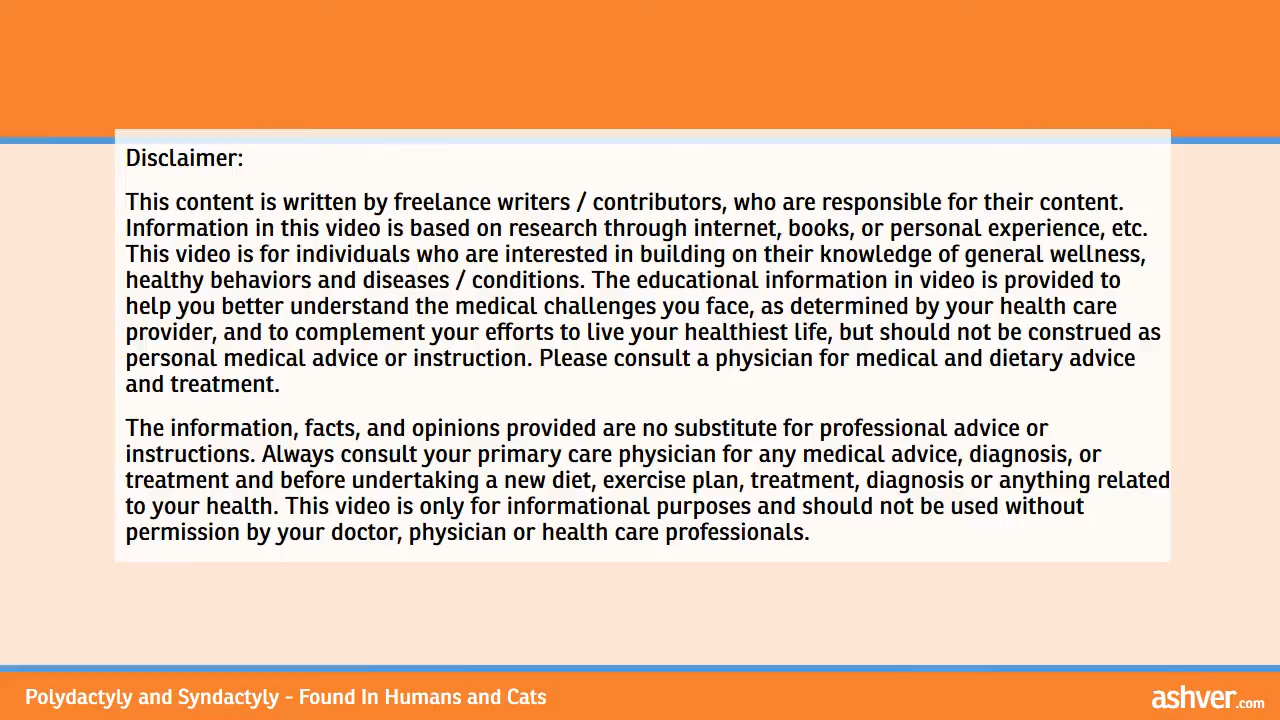 Disclaimer:
This content is written by freelance writers / contributors, who are responsible for their content.
Information in this video is based on research through internet, books, or personal experience, etc.
This video is for individuals who are interested in building on their knowledge of general wellness,
healthy behaviors and diseases / conditions. The educational information in video is provided to
help you better understand the medical challenges you face, as determined by your health care
provider, and to complement your efforts to live your healthiest life, but should not be construed as
personal medical advice or instruction. Please consult a physician for medical and dietary advice
and treatment.
The information, facts, and opinions provided are no substitute for professional advice or
instructions. Always consult your primary care physician for any medical advice, diagnosis, or
treatment and before undertaking a new diet, exercise plan, treatment, diagnosis or anything related
to your health. This video is only for informational purposes and should not be used without
permission by your doctor, physician or health care professionals.
Polydactyly and Syndactyly - Found In Humans and Cats
ashver.com